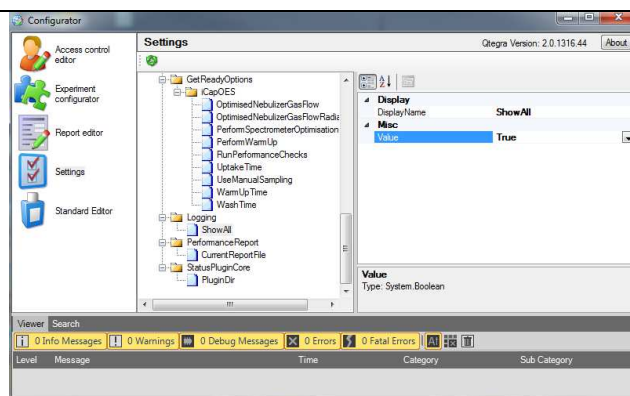 Configurator
Access control editor
Experiment configurator
Report editor
Settings
Standard Editor
Settings
Qtegra Version: 2.0.1316.44
About
GetReadyOptions
iCapOES
OptimisedNebulizerGasFlow
OptimisedNebulizerGasFlowRadia
PerformSpectrometerOptimisation
PerformWarmUp
RunPerformanceChecks
UptakeTime
UseManualSampling
WarmUpTime
WashTime
Logging
ShowAll
PerformanceReport
CurrentReportFile
StatusPluginCore
PluginDir
Display
DisplayName ShowAll
Misc
Value True
Value
Type: System.Boolean
Viewer Search
0 Info Messages 0 Warnings 0 Debug Messages 0 Errors 0 Fatal Errors
Level Message Time Category Sub Category